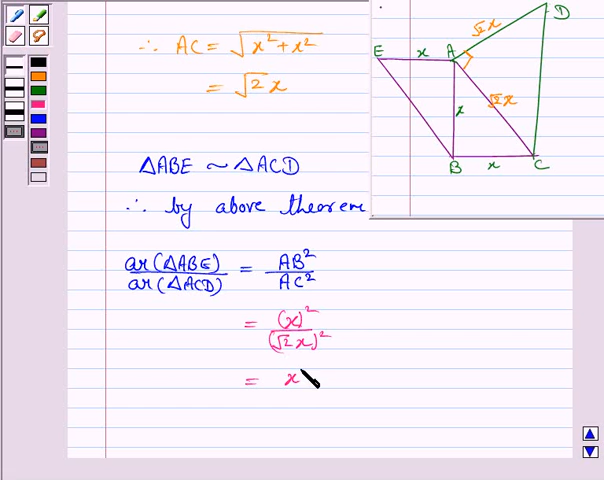 ∴ AC = √(x² + x²)
= √2 x
ΔABE ~ ΔACD
∴ by above theorem
ar(ΔABE)/ar(ΔACD) = AB²/AC²
= (x)²/(√2x)²
= x
D
√2x
E x A
√2x
x
B x C